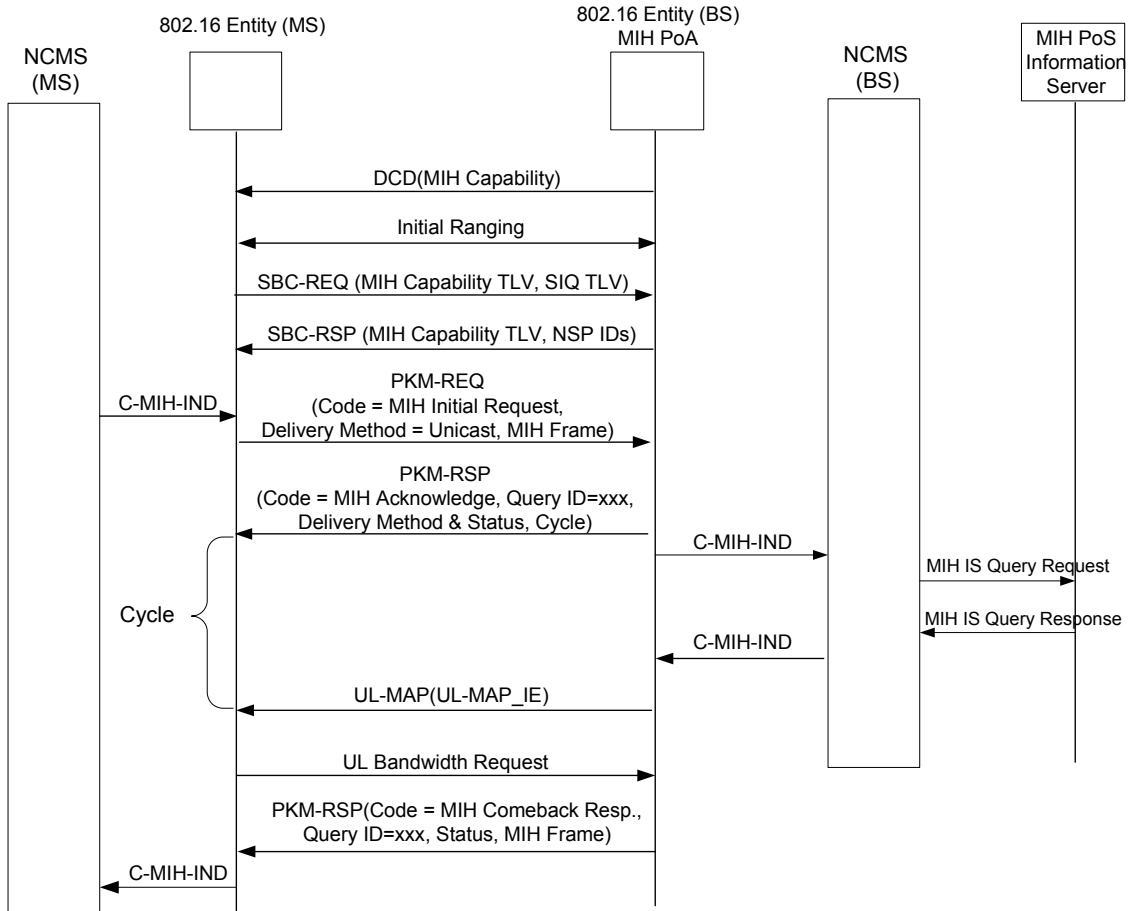 802.16 Entity (MS)
802.16 Entity (BS)
MIH PoA
NCMS
(MS)
NCMS
(BS)
MIH PoS
Information
Server
DCD(MIH Capability)
Initial Ranging
SBC-REQ (MIH Capability TLV, SIQ TLV)
SBC-RSP (MIH Capability TLV, NSP IDs)
C-MIH-IND
PKM-REQ
(Code = MIH Initial Request,
Delivery Method = Unicast, MIH Frame)
PKM-RSP
(Code = MIH Acknowledge, Query ID=xxx,
Delivery Method & Status, Cycle)
C-MIH-IND
MIH IS Query Request
Cycle
MIH IS Query Response
C-MIH-IND
UL-MAP(UL-MAP_IE)
UL Bandwidth Request
PKM-RSP(Code = MIH Comeback Resp.,
Query ID=xxx, Status, MIH Frame)
C-MIH-IND